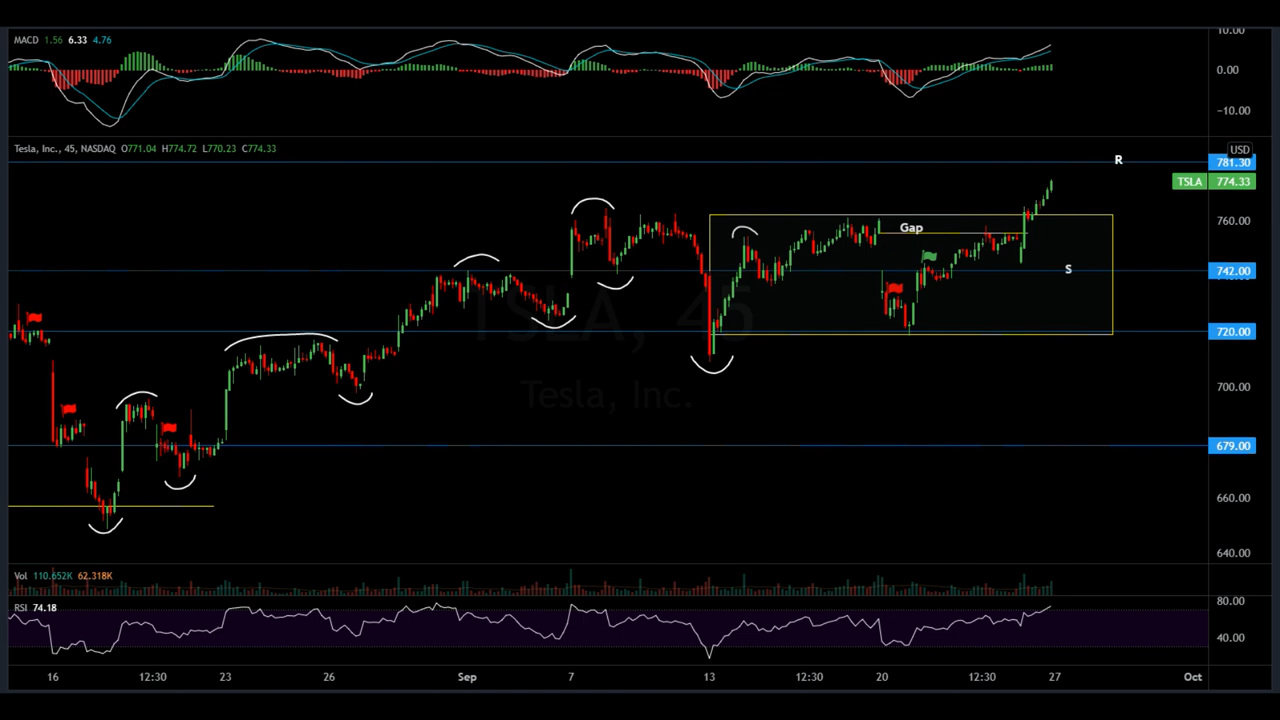 MACD 1.56 6.33 4.76
10.00
0.00
−10.00
Tesla, Inc., 45, NASDAQ O771.04 H774.72 L770.23 C774.33
USD
R
781.30
TSLA 774.33
760.00
Gap
S
742.00
TSLA, 45
720.00
Tesla, Inc.
700.00
679.00
660.00
640.00
Vol 110.652K 62.318K
RSI 74.18
80.00
40.00
16 12:30 23 26 Sep 7 13 12:30 20 12:30 27 Oct